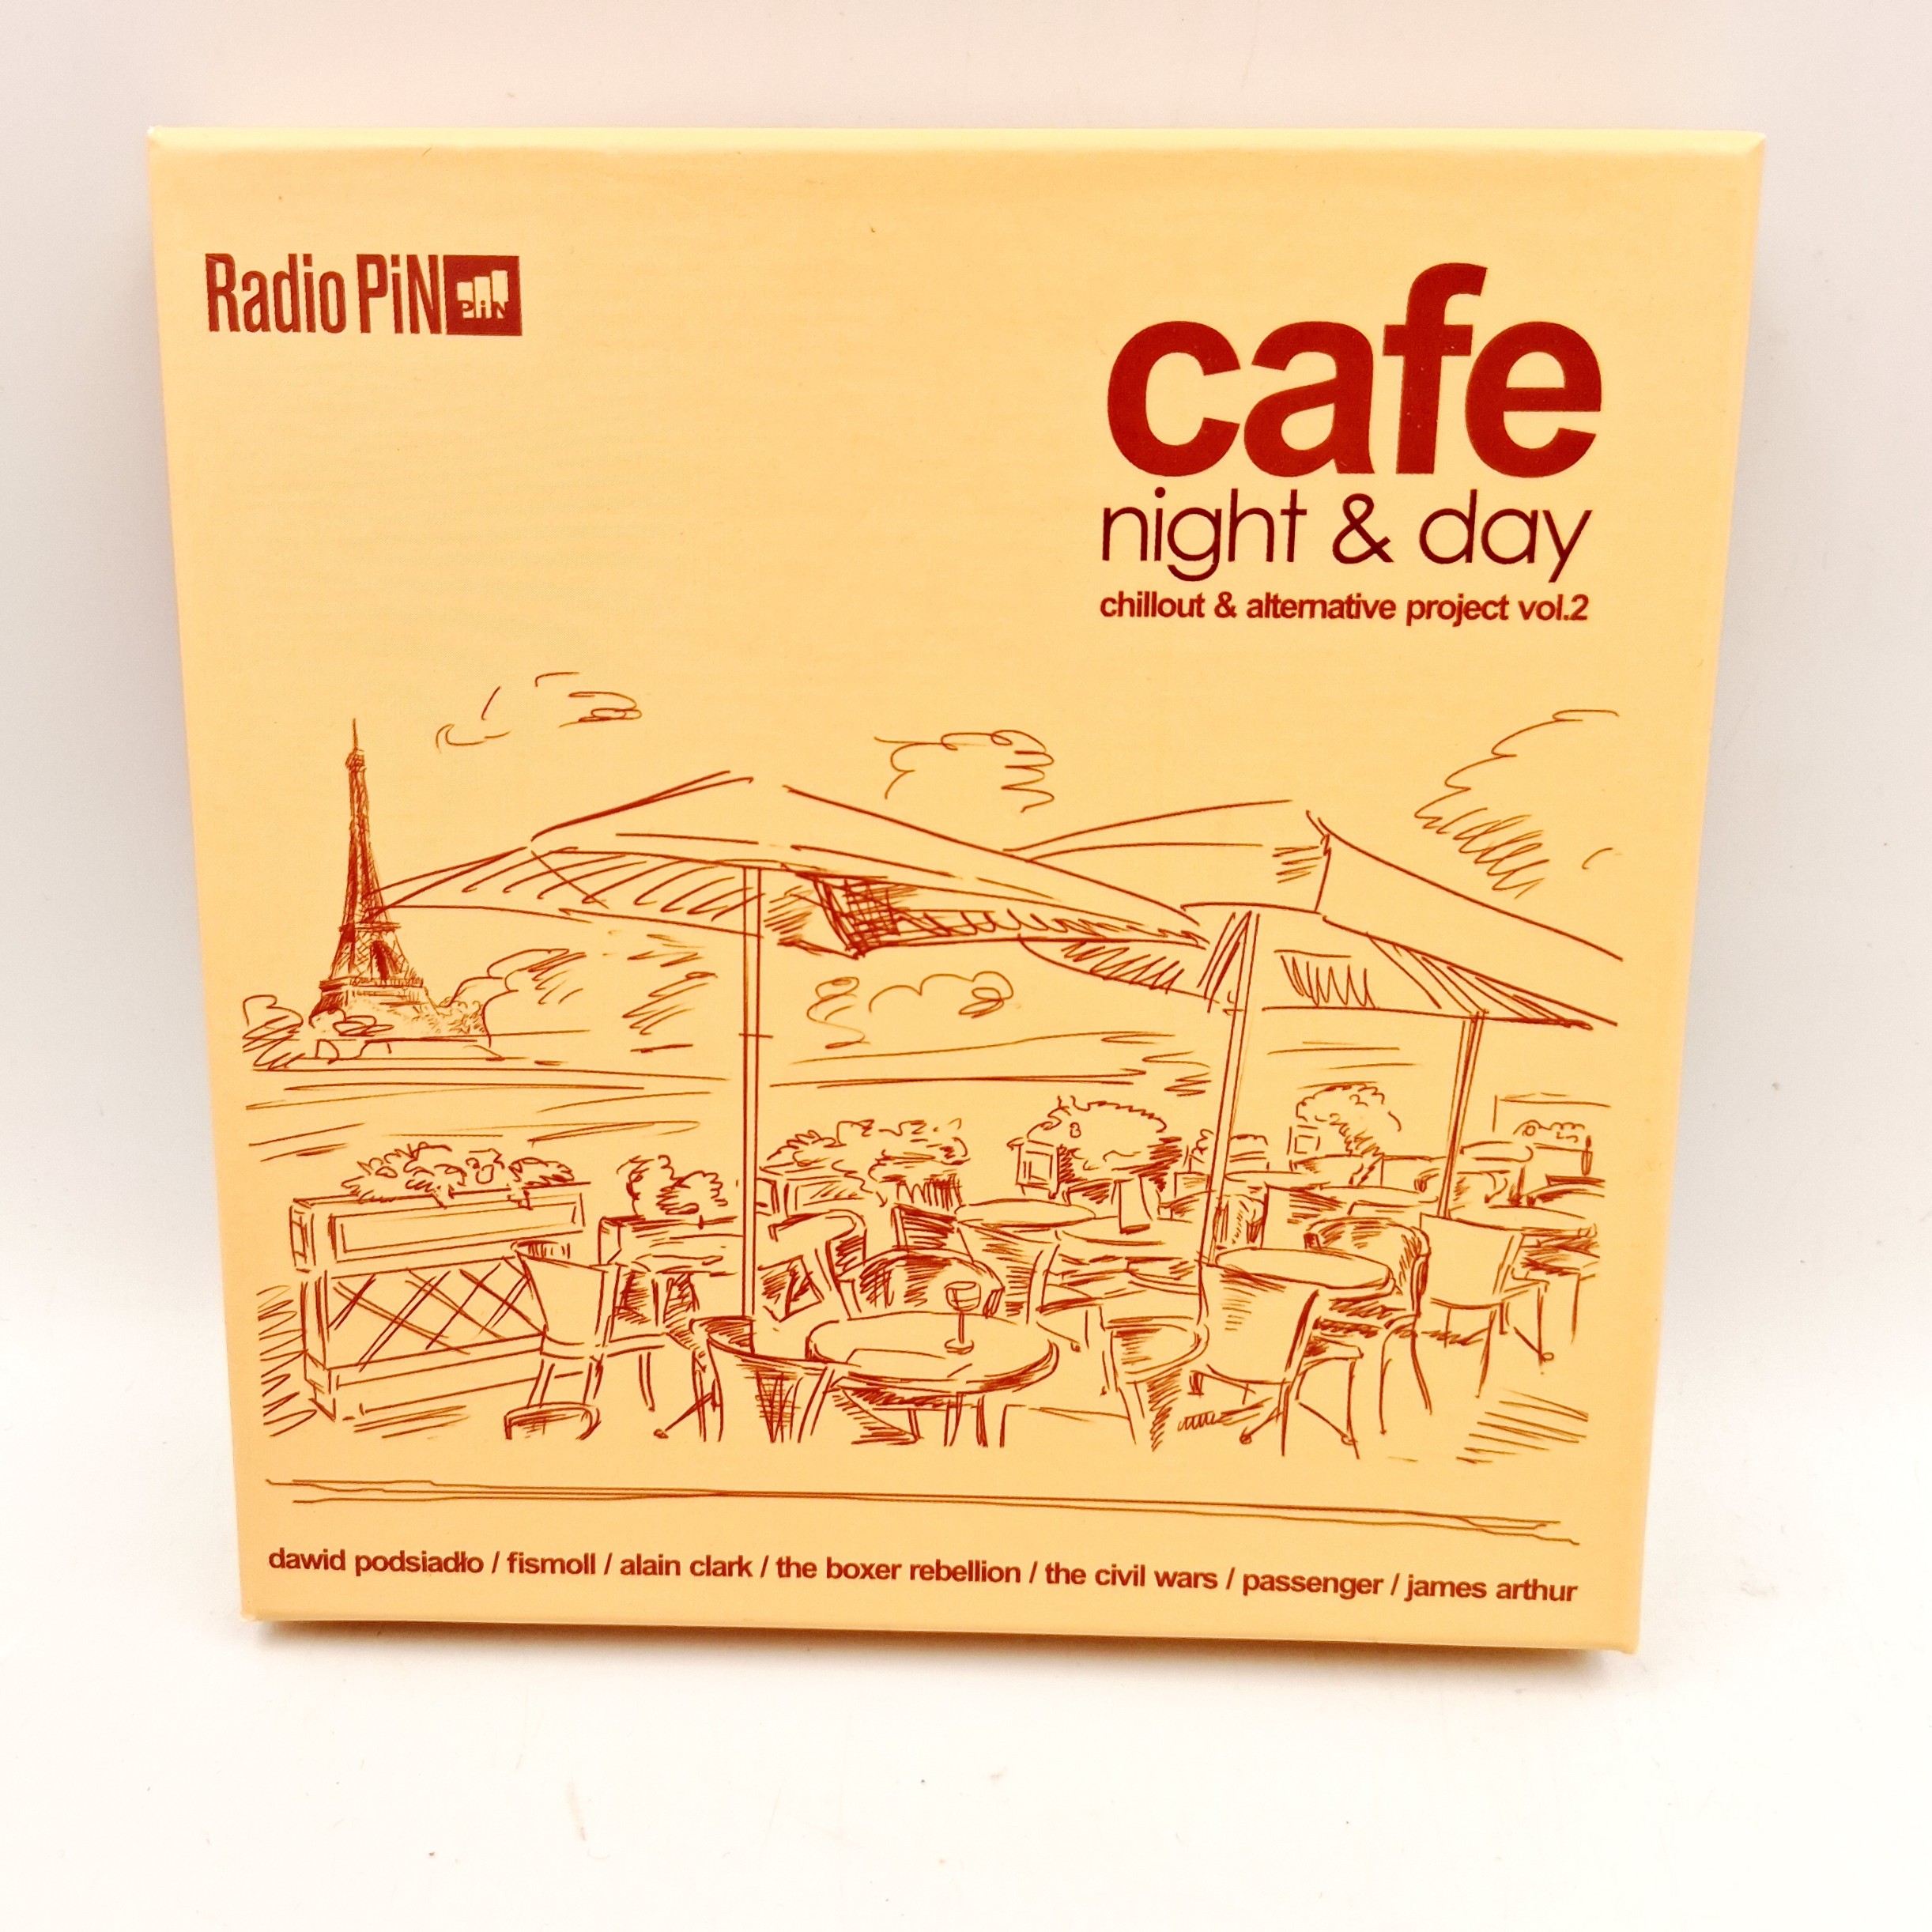 Radio PiN PiN
cafe
night & day
chillout & alternative project vol.2
dawid podsiadło / fismoll / alain clark / the boxer rebellion / the civil wars / passenger / james arthur